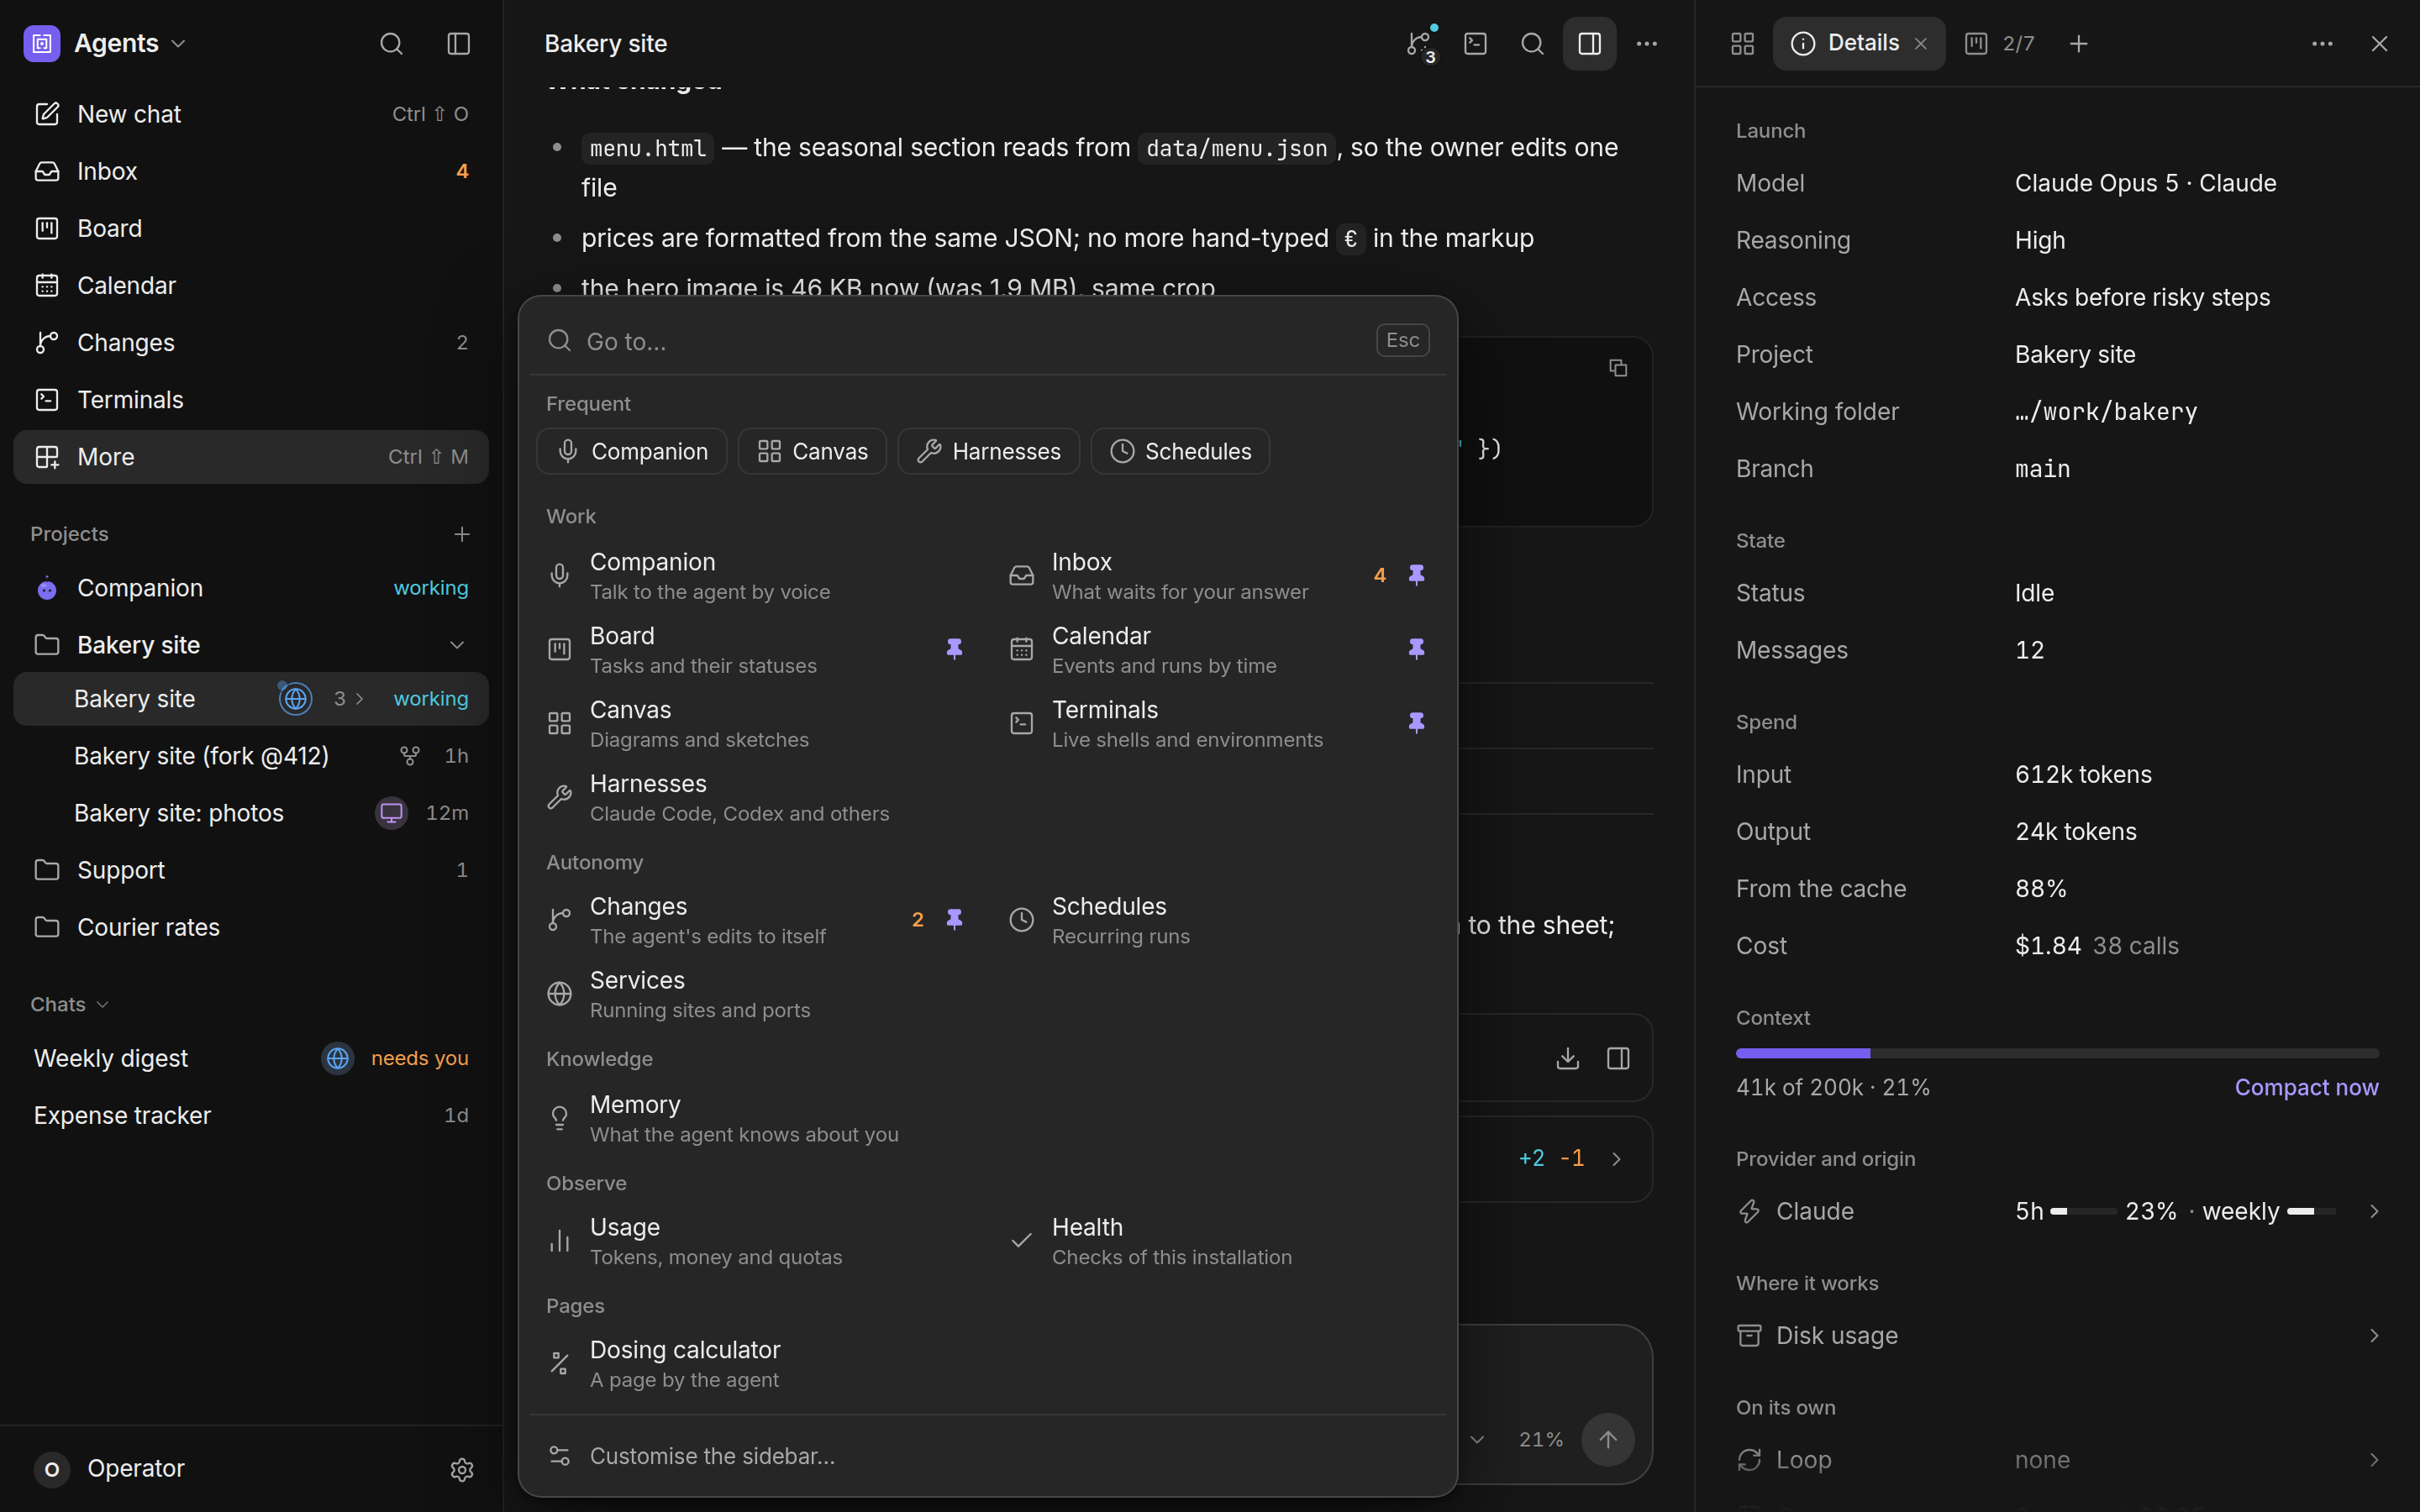 Agents
New chat Ctrl ⇧ O
Inbox 4
Board
Calendar
Changes 2
Terminals
More Ctrl ⇧ M
Projects
Companion working
Bakery site
Bakery site 3 working
Bakery site (fork @412) 1h
Bakery site: photos 12m
Support 1
Courier rates
Chats
Weekly digest needs you
Expense tracker 1d
O Operator
Bakery site 3
What changed
menu.html — the seasonal section reads from data/menu.json, so the owner edits one
file
prices are formatted from the same JSON; no more hand-typed € in the markup
the hero image is 46 KB now (was 1.9 MB), same crop
' })
to the sheet;
+2 -1
21%
Go to… Esc
Frequent
Companion Canvas Harnesses Schedules
Work
Companion
Talk to the agent by voice
Inbox 4
What waits for your answer
Board
Tasks and their statuses
Calendar
Events and runs by time
Canvas
Diagrams and sketches
Terminals
Live shells and environments
Harnesses
Claude Code, Codex and others
Autonomy
Changes 2
The agent's edits to itself
Schedules
Recurring runs
Services
Running sites and ports
Knowledge
Memory
What the agent knows about you
Observe
Usage
Tokens, money and quotas
Health
Checks of this installation
Pages
Dosing calculator
A page by the agent
Customise the sidebar…
Details 2/7
Launch
Model Claude Opus 5 · Claude
Reasoning High
Access Asks before risky steps
Project Bakery site
Working folder …/work/bakery
Branch main
State
Status Idle
Messages 12
Spend
Input 612k tokens
Output 24k tokens
From the cache 88%
Cost $1.84 38 calls
Context
41k of 200k · 21% Compact now
Provider and origin
Claude 5h 23% · weekly
Where it works
Disk usage
On its own
Loop none